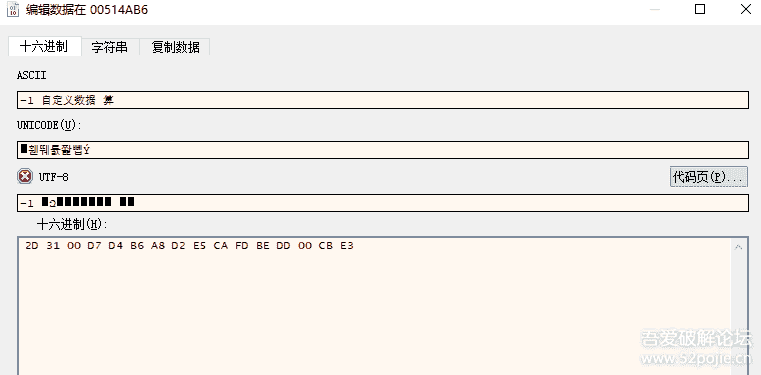 编辑数据在 00514AB6
十六进制 字符串 复制数据
ASCII
-1 自定义数据 算
UNICODE(U):
UTF-8
代码页(P)...
-1
十六进制(H):
2D 31 00 D7 D4 B6 A8 D2 E5 CA FD BE DD 00 CB E3
吾爱破解论坛
www.52pojie.cn